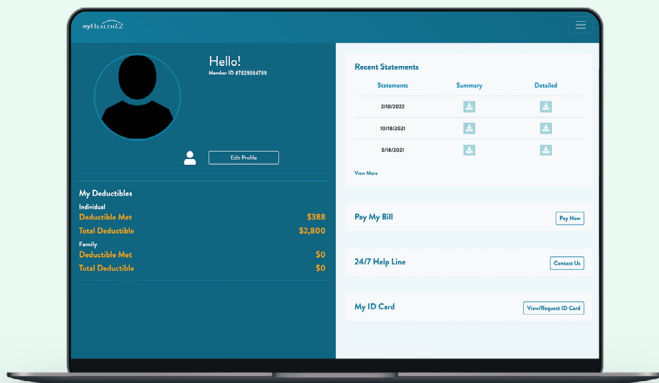 myHealthEZ
Hello!
Member ID #7829084789
Edit Profile
My Deductibles
Individual
Deductible Met $388
Total Deductible $2,800
Family
Deductible Met $0
Total Deductible $0
Recent Statements
Statements Summary Detailed
2/18/2022
10/18/2021
5/18/2021
View More
Pay My Bill Pay Now
24/7 Help Line Contact Us
My ID Card View/Request ID Card